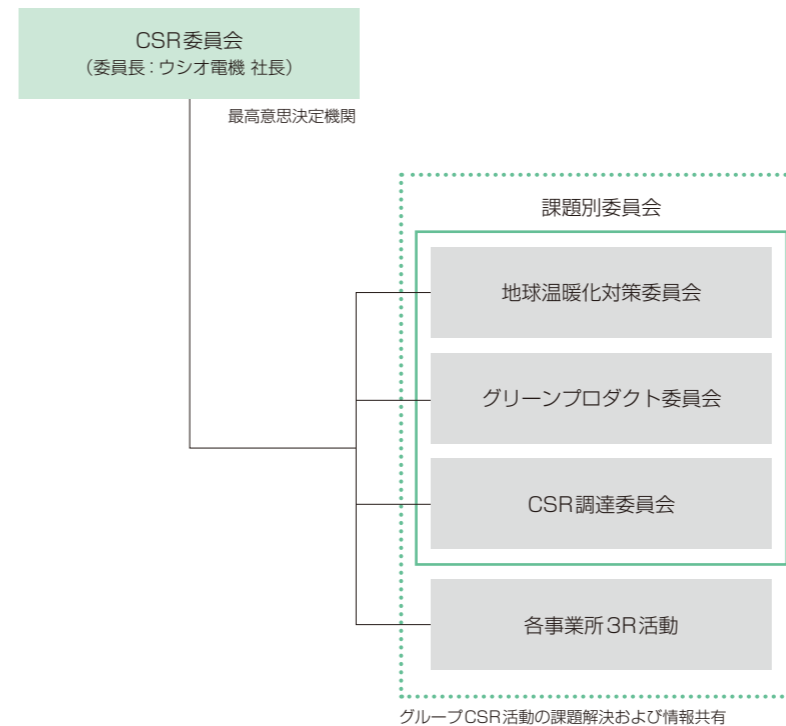 CSR委員会
（委員長：ウシオ電機 社長）
最高意思決定機関
課題別委員会
地球温暖化対策委員会
グリーンプロダクト委員会
CSR調達委員会
各事業所3R活動
グループCSR活動の課題解決および情報共有